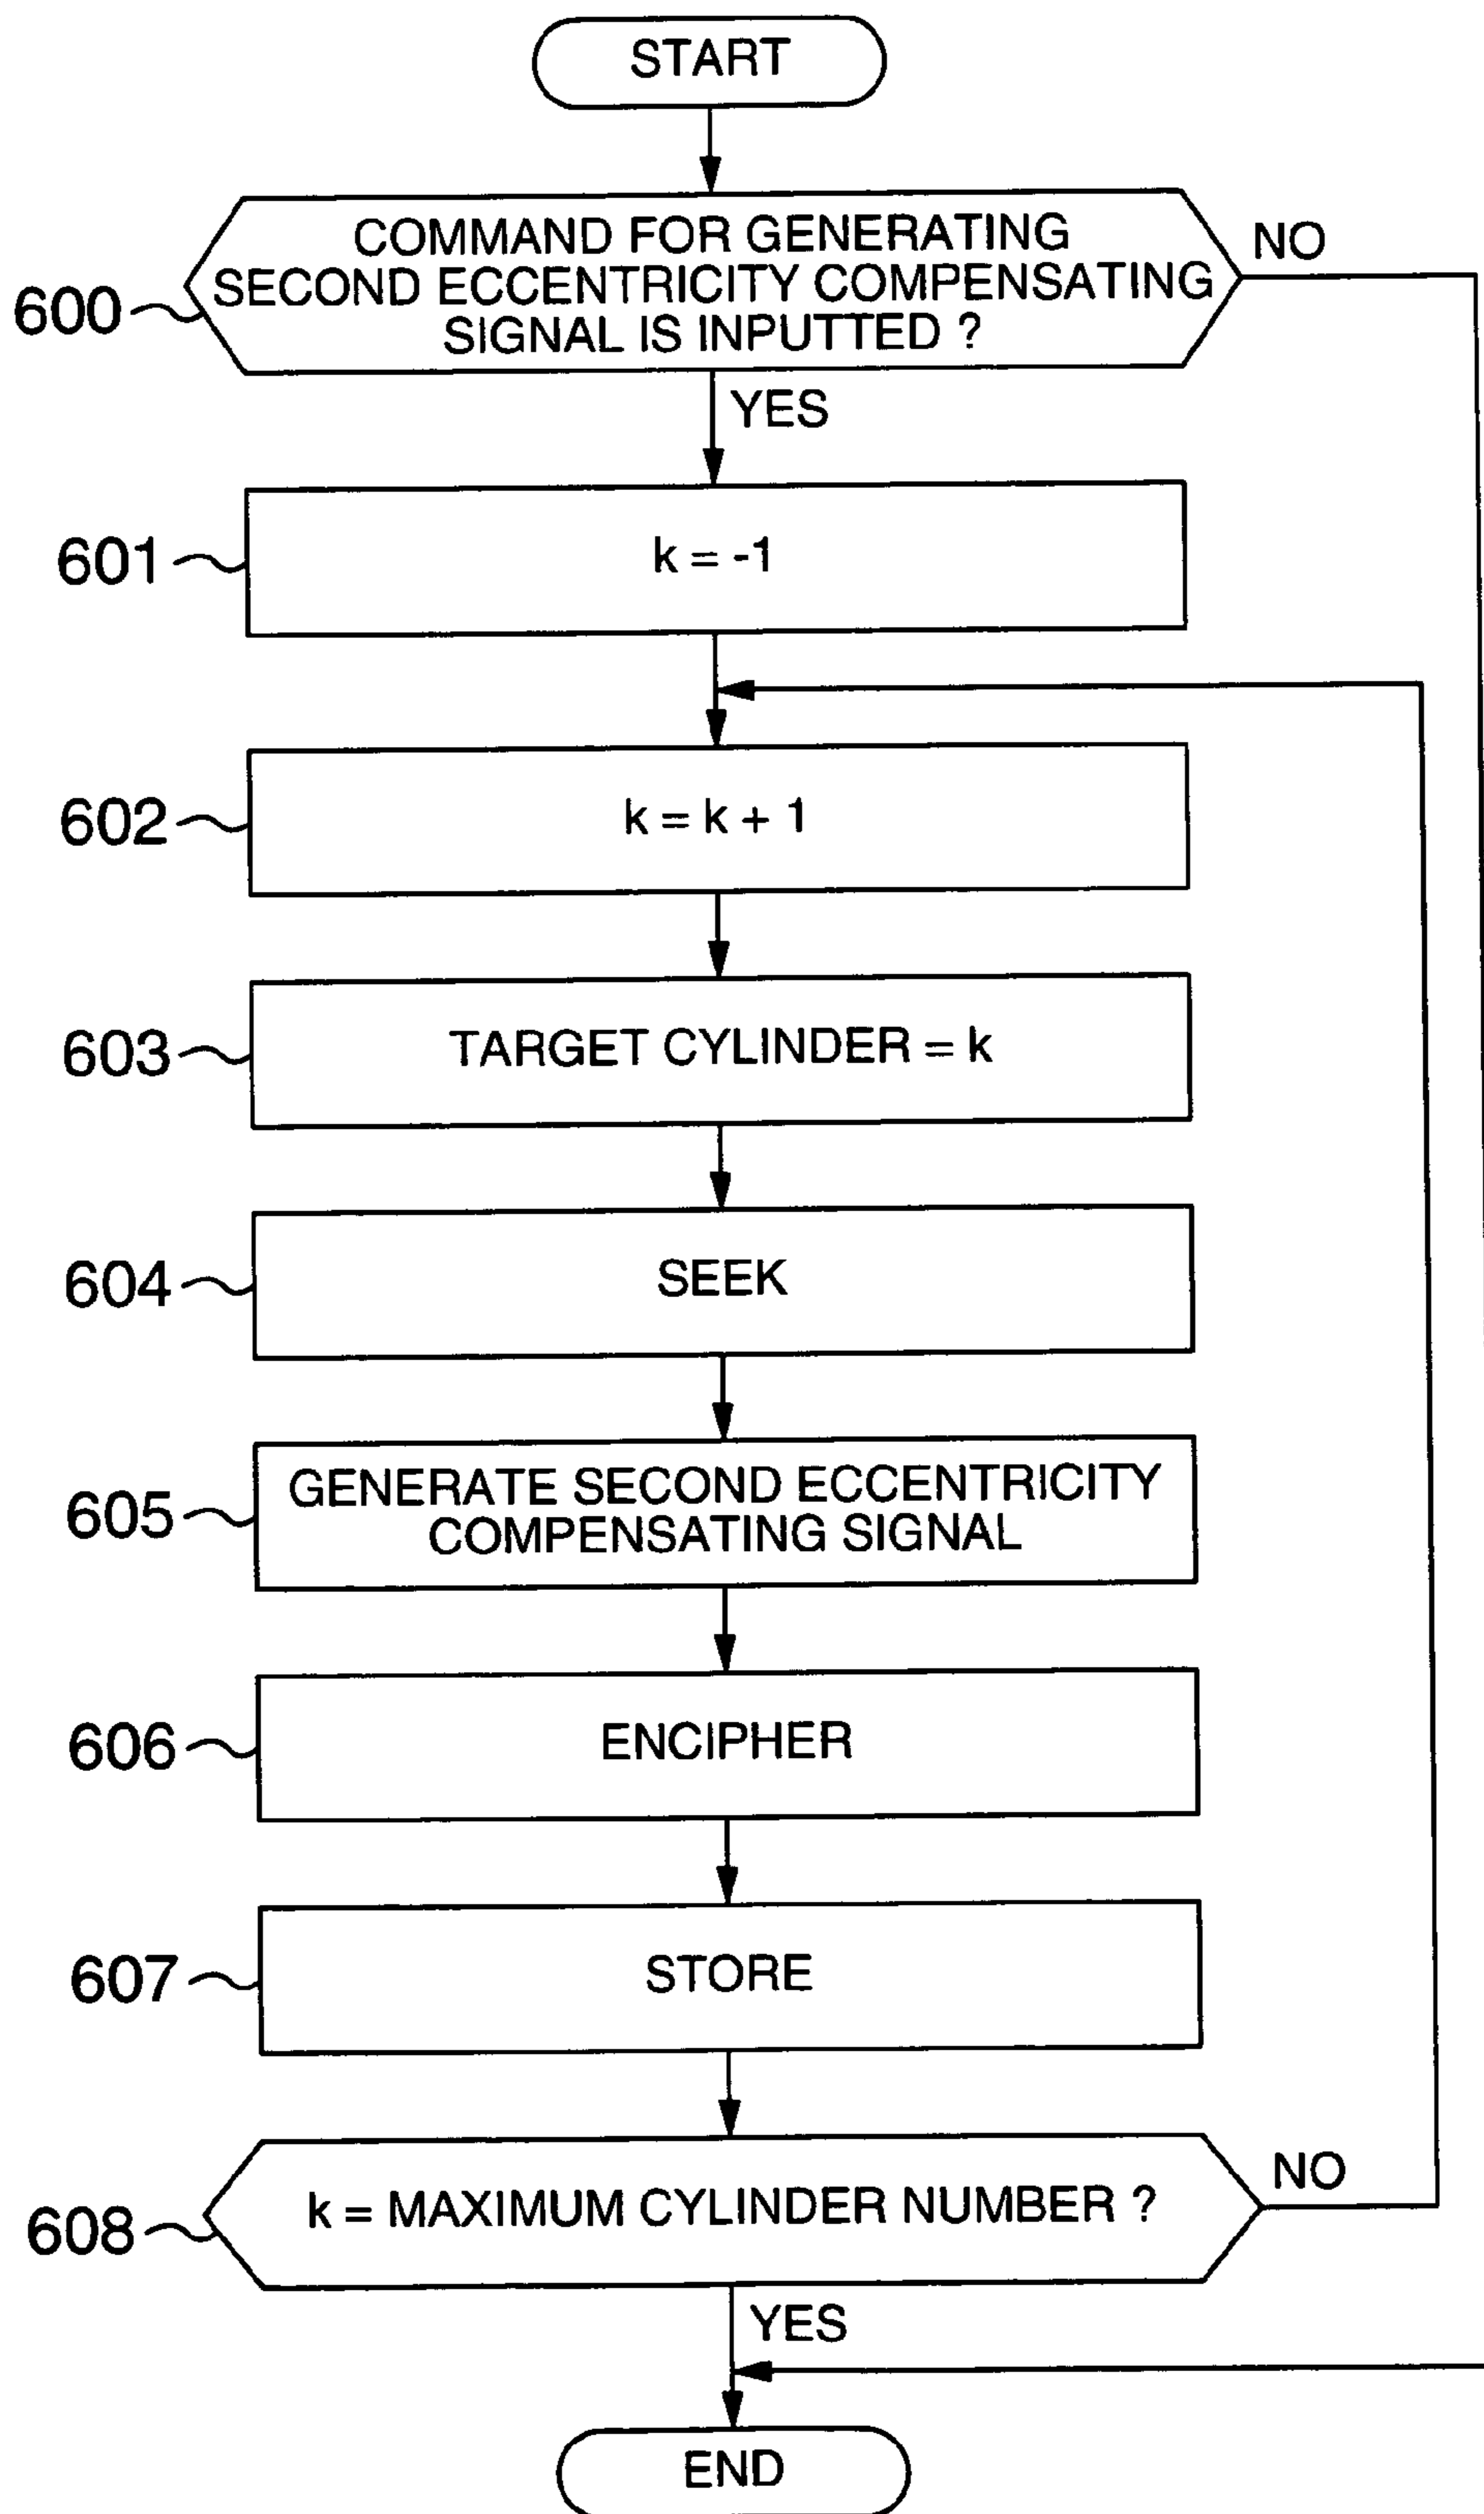 START
COMMAND FOR GENERATING
SECOND ECCENTRICITY COMPENSATING
SIGNAL IS INPUTTED ?
NO
600
YES
601
k = -1
602
k = k + 1
603
TARGET CYLINDER = k
604
SEEK
605
GENERATE SECOND ECCENTRICITY
COMPENSATING SIGNAL
606
ENCIPHER
607
STORE
608
k = MAXIMUM CYLINDER NUMBER ?
NO
YES
END